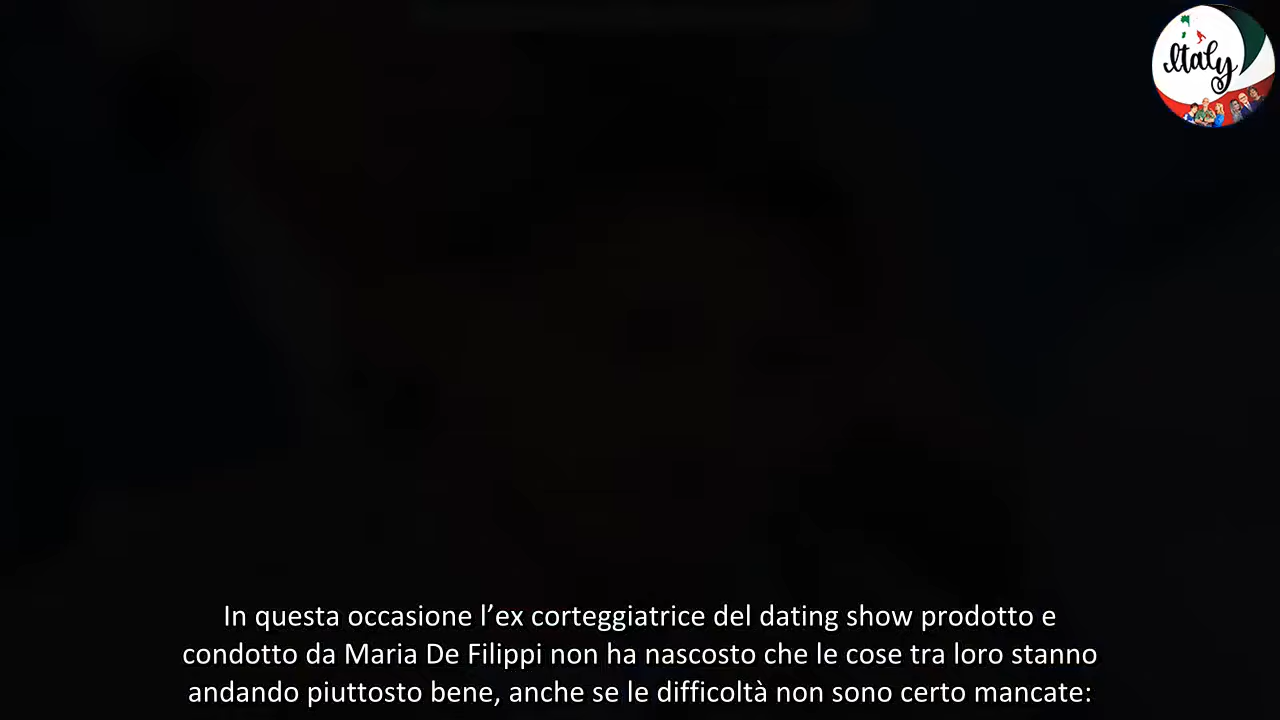 Italy
In questa occasione l’ex corteggiatrice del dating show prodotto e
condotto da Maria De Filippi non ha nascosto che le cose tra loro stanno
andando piuttosto bene, anche se le difficoltà non sono certo mancate: